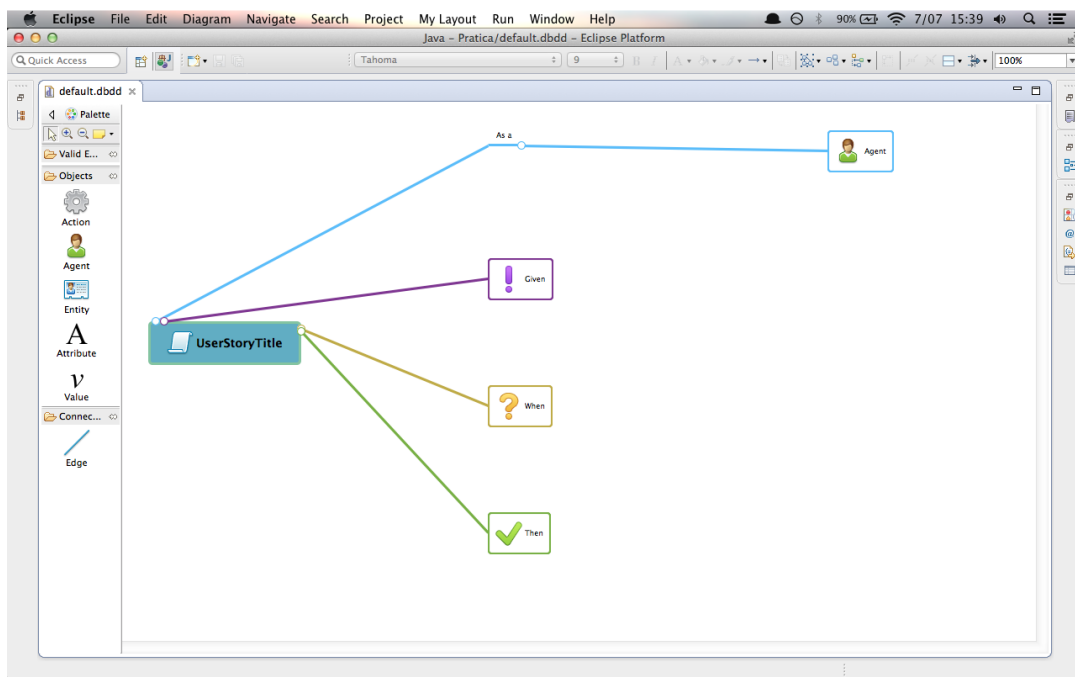 Eclipse File Edit Diagram Navigate Search Project My Layout Run Window Help 90% 7/07 15:39
Java – Pratica/default.dbdd – Eclipse Platform
Quick Access Tahoma 9 B I A 100%
default.dbdd
Palette
Valid E...
Objects
Action
Agent
Entity
A
Attribute
v
Value
Connec...
Edge
As a
Agent
Given
UserStoryTitle
When
Then